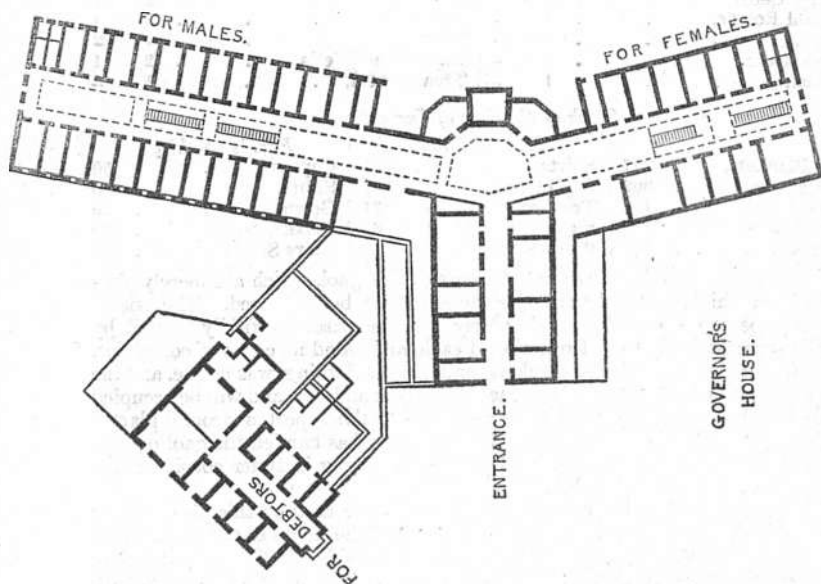 FOR MALES.
FOR FEMALES.
ENTRANCE.
GOVERNOR'S
HOUSE.
FOR DEBTORS